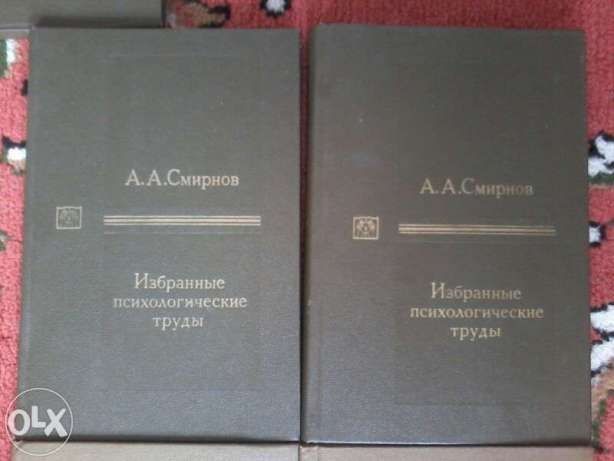 А.А.Смирнов
Избранные
психологические
труды
А.А.Смирнов
Избранные
психологические
труды
OLX